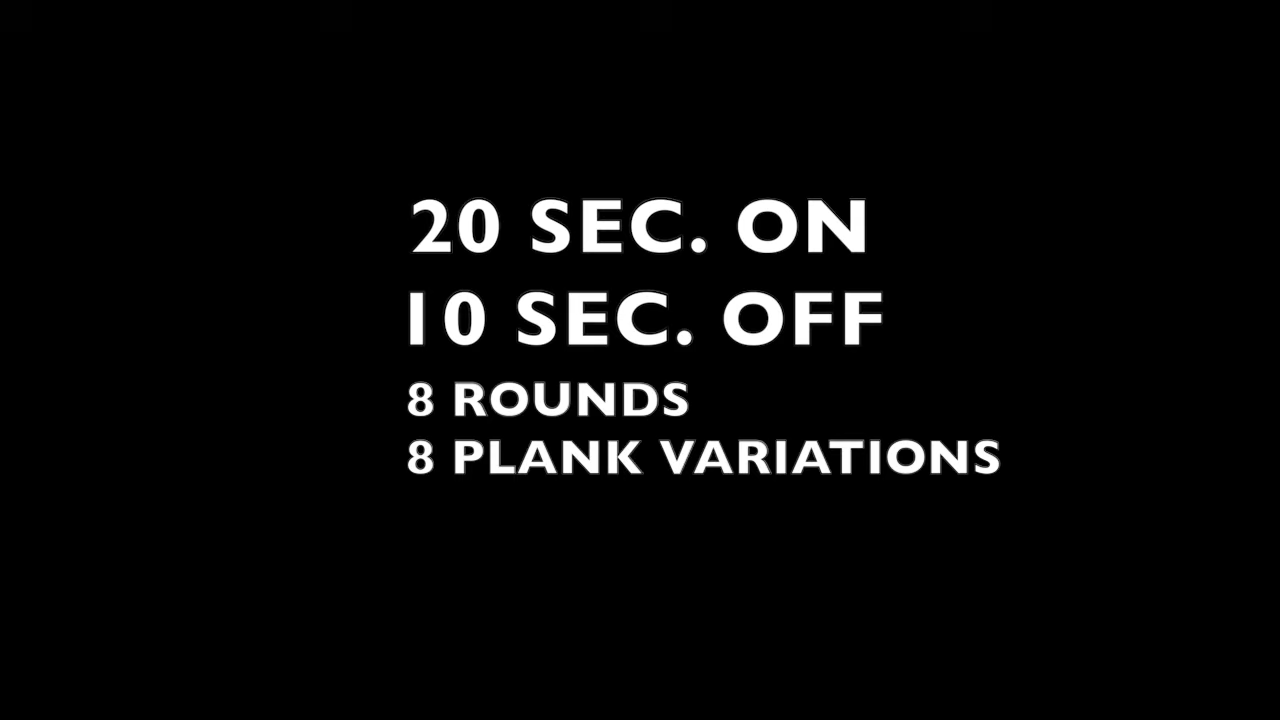 20 SEC. ON
10 SEC. OFF
8 ROUNDS
8 PLANK VARIATIONS